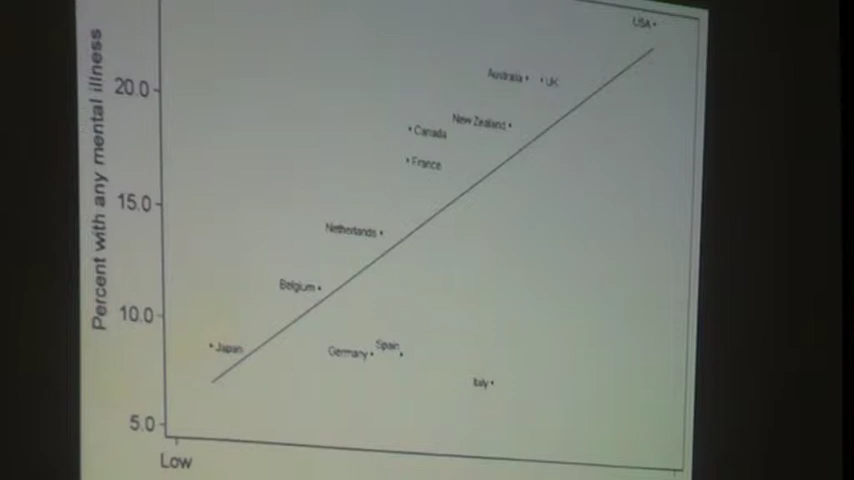 USA
Australia
UK
20.0
New Zealand
Canada
France
15.0
Netherlands
Belgium
10.0
Japan
Germany
Spain
Italy
5.0
Low
Percent with any mental illness